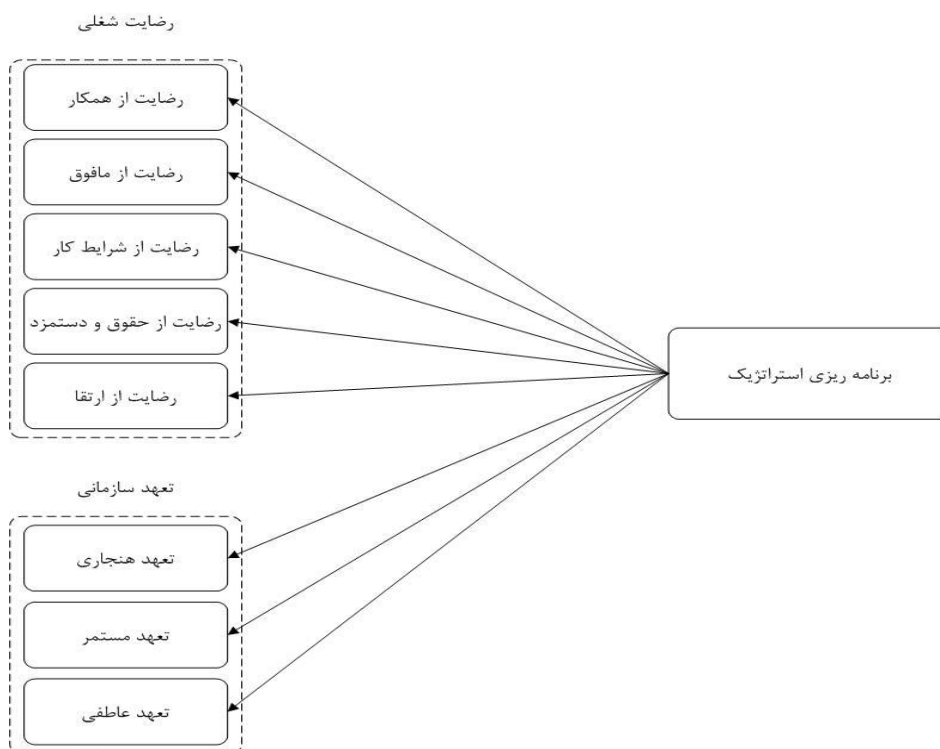 رضایت شغلی
رضایت از همکار
رضایت از مافوق
رضایت از شرایط کار
رضایت از حقوق و دستمزد
رضایت از ارتقا
برنامه ریزی استراتژیک
تعهد سازمانی
تعهد هنجاری
تعهد مستمر
تعهد عاطفی